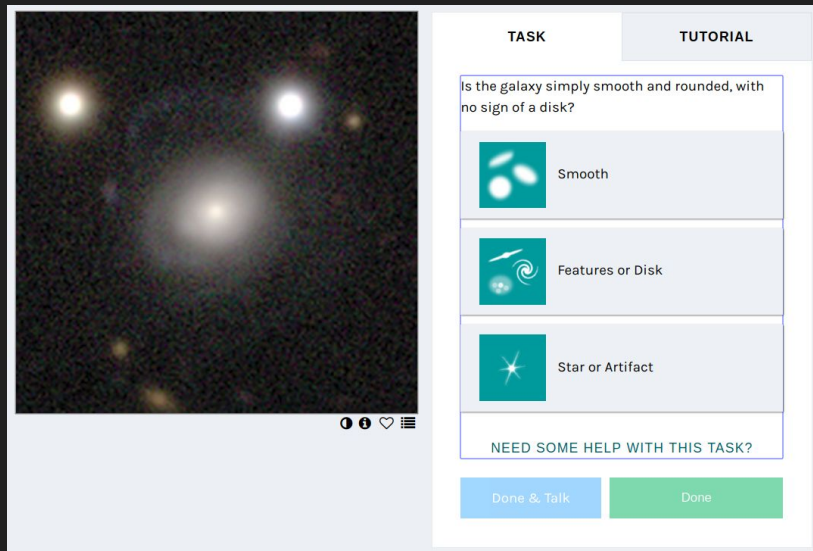 TASK
TUTORIAL
Is the galaxy simply smooth and rounded, with
no sign of a disk?
Smooth
Features or Disk
Star or Artifact
NEED SOME HELP WITH THIS TASK?
Done & Talk
Done